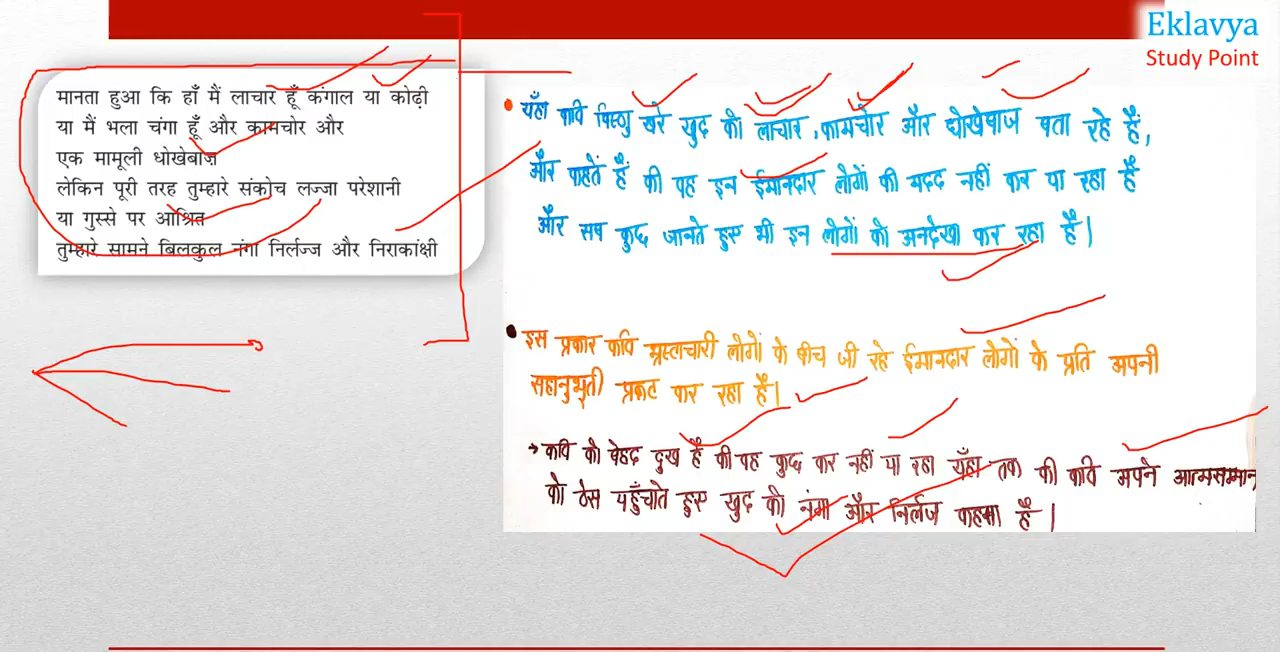 Eklavya
Study Point
मानता हुआ कि हाँ मैं लाचार हूँ कंगाल या कोढ़ी
या मैं भला चंगा हूँ और कामचोर और
एक मामूली धोखेबाज़
लेकिन पूरी तरह तुम्हारे संकोच लज्जा परेशानी
या गुस्से पर आश्रित
तुम्हारे सामने बिलकुल नंगा निर्लज्ज और निराकांक्षी
यँहा कवि विष्णु खरे खुद को लाचार, कामचोर और धोखेबाज बता रहे हैं,
और कहते हैं की वह इन ईमानदार लोगों की मदद नहीं कर पा रहा हैं
और सब कुछ जानते हुए भी इन लोगों को अनदेखा कर रहा हैं।
इस प्रकार कवि भ्रष्टाचारी लोगों के बीच जी रहे ईमानदार लोगों के प्रति अपनी
सहानुभूती प्रकट कर रहा हैं।
→ कवि को बेहद दुख हैं की वह कुछ कर नहीं पा रहा यँहा तक की कवि अपने आत्मसम्मान
को ठेस पहुँचाते हुए खुद को नंगा और निर्लज कहता हैं।